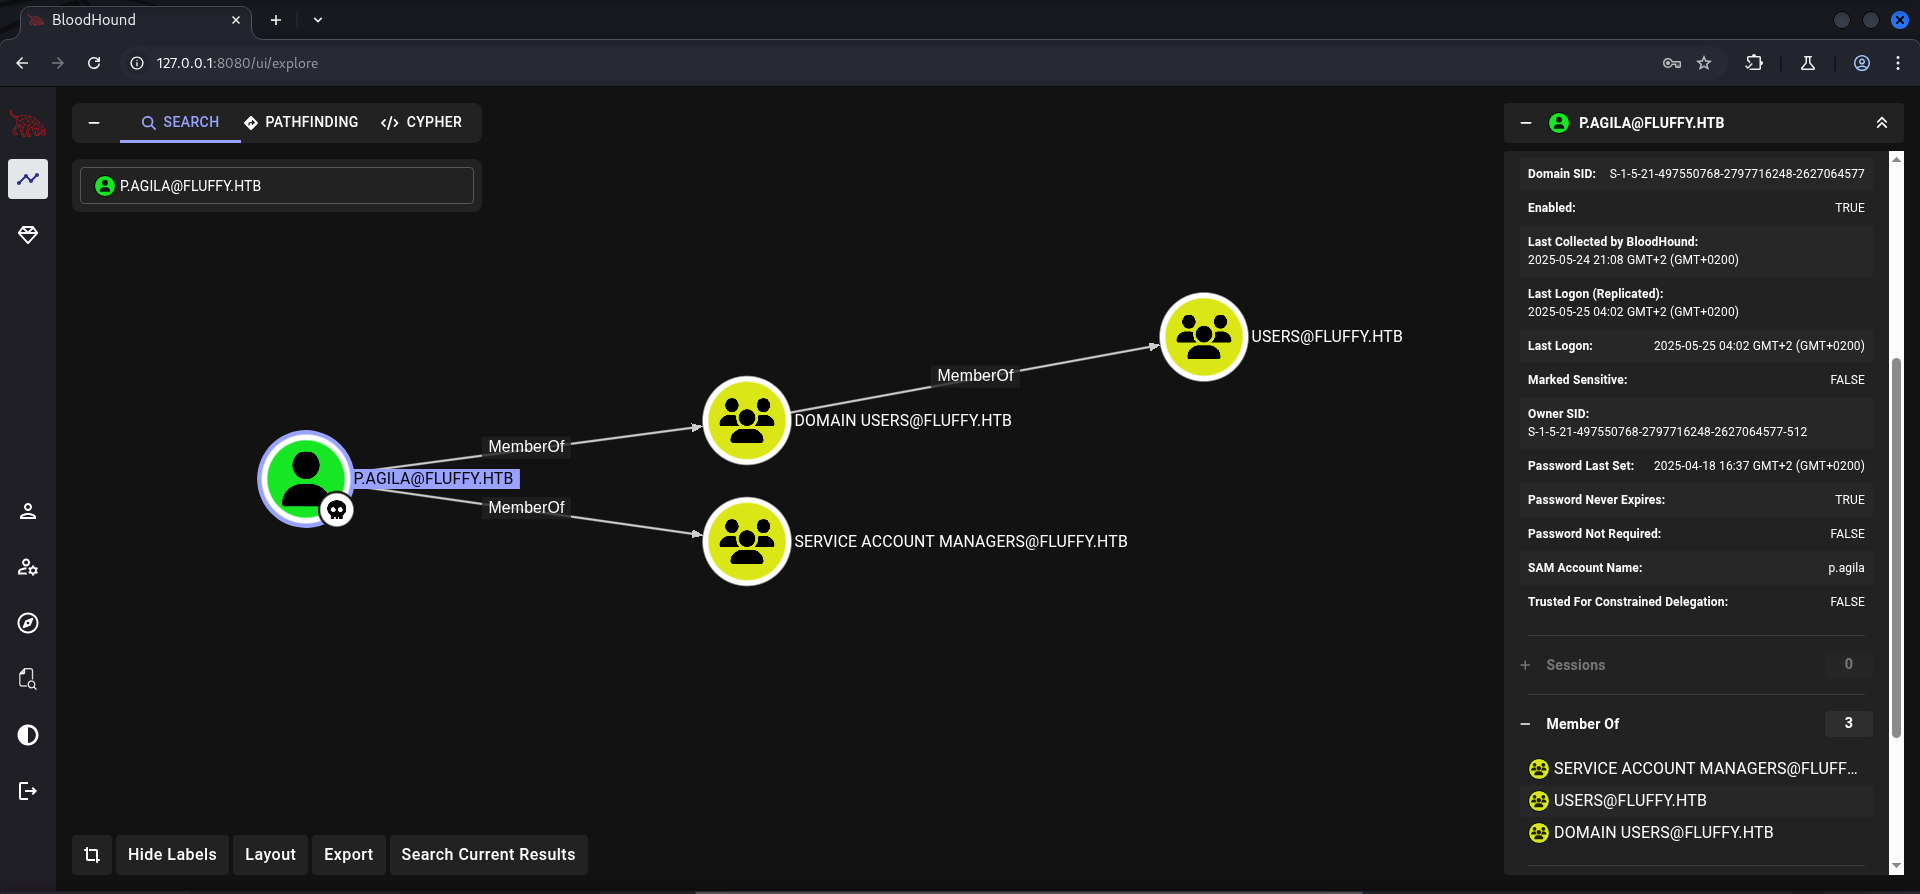 BloodHound
127.0.0.1:8080/ui/explore
SEARCH
PATHFINDING
</> CYPHER
P.AGILA@FLUFFY.HTB
USERS@FLUFFY.HTB
MemberOf
DOMAIN USERS@FLUFFY.HTB
MemberOf
P.AGILA@FLUFFY.HTB
MemberOf
SERVICE ACCOUNT MANAGERS@FLUFFY.HTB
Hide Labels
Layout
Export
Search Current Results
P.AGILA@FLUFFY.HTB
Domain SID: S-1-5-21-497550768-2797716248-2627064577
Enabled: TRUE
Last Collected by BloodHound:
2025-05-24 21:08 GMT+2 (GMT+0200)
Last Logon (Replicated):
2025-05-25 04:02 GMT+2 (GMT+0200)
Last Logon: 2025-05-25 04:02 GMT+2 (GMT+0200)
Marked Sensitive: FALSE
Owner SID:
S-1-5-21-497550768-2797716248-2627064577-512
Password Last Set: 2025-04-18 16:37 GMT+2 (GMT+0200)
Password Never Expires: TRUE
Password Not Required: FALSE
SAM Account Name: p.agila
Trusted For Constrained Delegation: FALSE
Sessions 0
Member Of 3
SERVICE ACCOUNT MANAGERS@FLUFF...
USERS@FLUFFY.HTB
DOMAIN USERS@FLUFFY.HTB